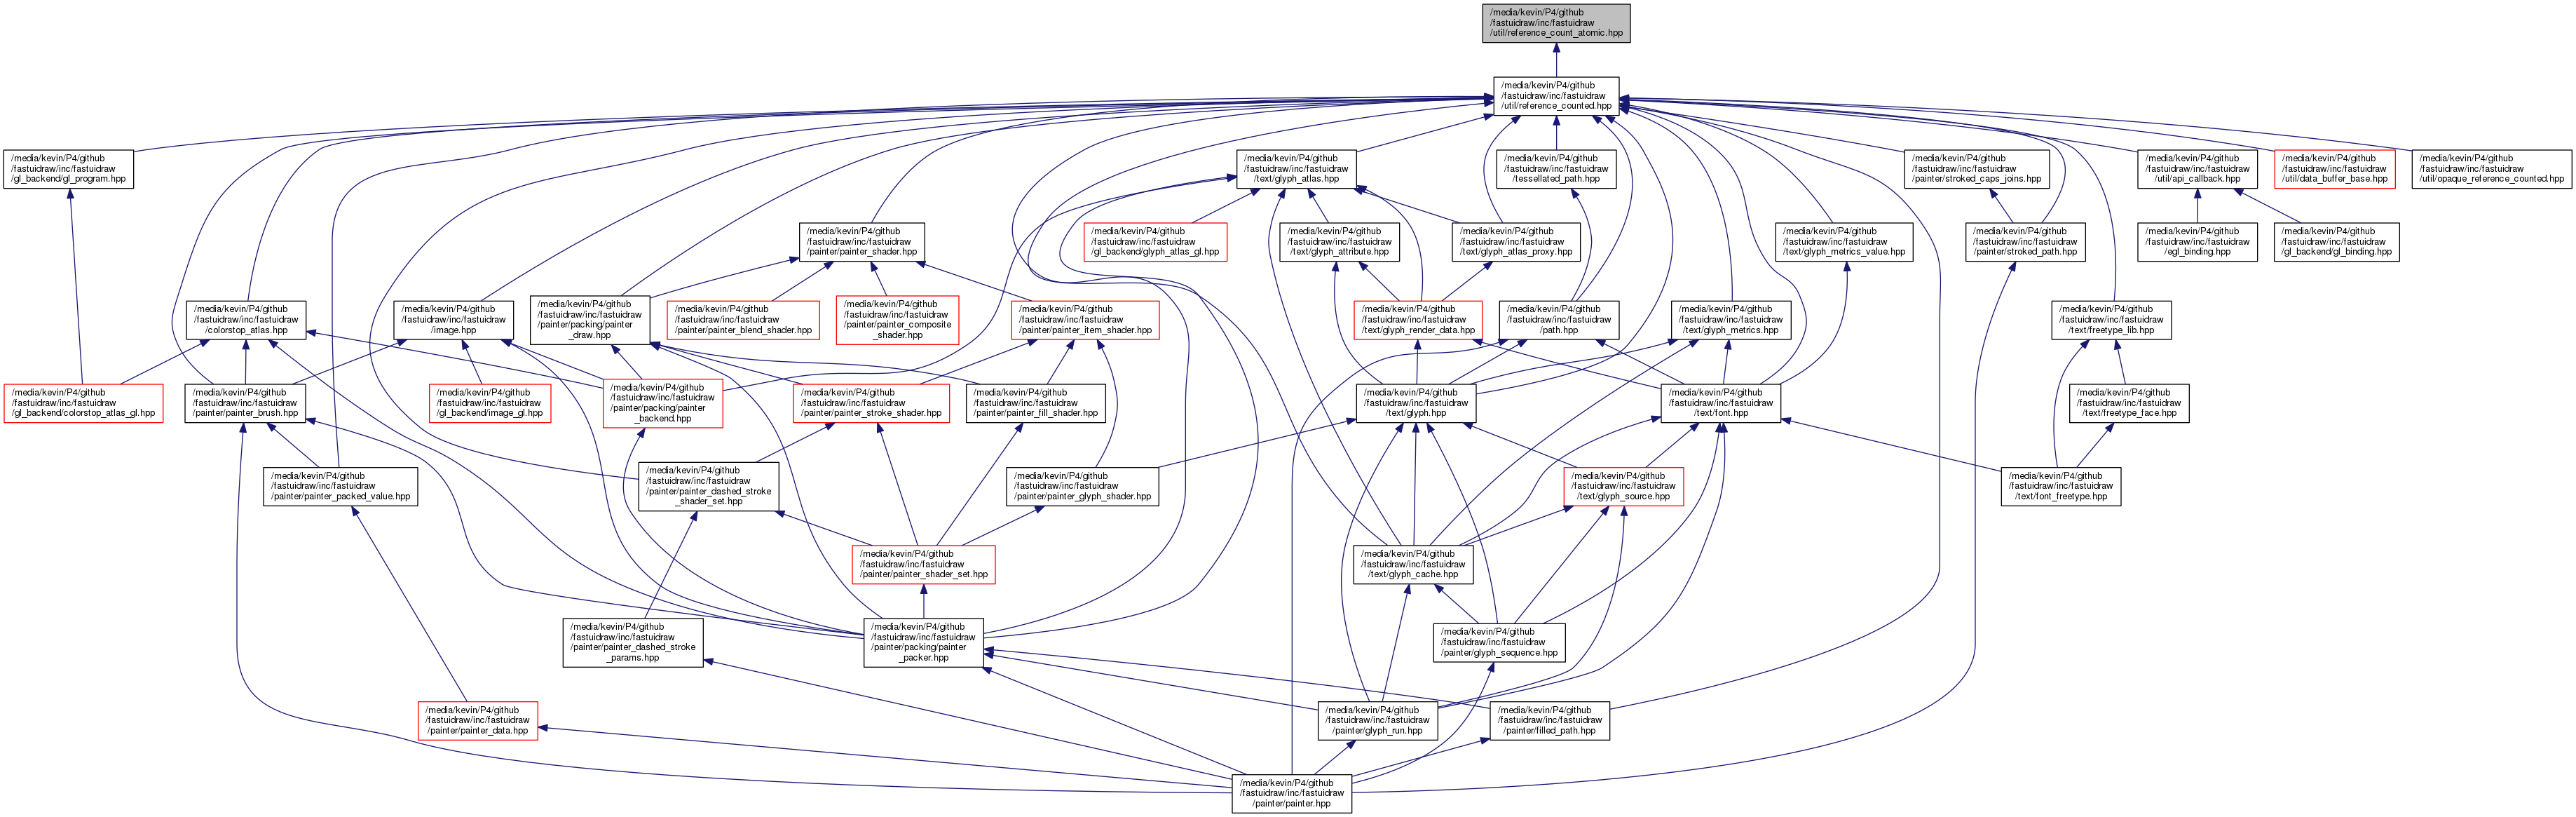 /media/kevin/P4/github
/fastuidraw/inc/fastuidraw
/util/reference_count_atomic.hpp
/media/kevin/P4/github
/fastuidraw/inc/fastuidraw
/util/reference_counted.hpp
/media/kevin/P4/github
/fastuidraw/inc/fastuidraw
/gl_backend/gl_program.hpp
/media/kevin/P4/github
/fastuidraw/inc/fastuidraw
/text/glyph_atlas.hpp
/media/kevin/P4/github
/fastuidraw/inc/fastuidraw
/tessellated_path.hpp
/media/kevin/P4/github
/fastuidraw/inc/fastuidraw
/painter/stroked_caps_joins.hpp
/media/kevin/P4/github
/fastuidraw/inc/fastuidraw
/util/api_callback.hpp
/media/kevin/P4/github
/fastuidraw/inc/fastuidraw
/util/data_buffer_base.hpp
/media/kevin/P4/github
/fastuidraw/inc/fastuidraw
/util/opaque_reference_counted.hpp
/media/kevin/P4/github
/fastuidraw/inc/fastuidraw
/painter/painter_shader.hpp
/media/kevin/P4/github
/fastuidraw/inc/fastuidraw
/gl_backend/glyph_atlas_gl.hpp
/media/kevin/P4/github
/fastuidraw/inc/fastuidraw
/text/glyph_attribute.hpp
/media/kevin/P4/github
/fastuidraw/inc/fastuidraw
/text/glyph_atlas_proxy.hpp
/media/kevin/P4/github
/fastuidraw/inc/fastuidraw
/text/glyph_metrics_value.hpp
/media/kevin/P4/github
/fastuidraw/inc/fastuidraw
/painter/stroked_path.hpp
/media/kevin/P4/github
/fastuidraw/inc/fastuidraw
/egl_binding.hpp
/media/kevin/P4/github
/fastuidraw/inc/fastuidraw
/gl_backend/gl_binding.hpp
/media/kevin/P4/github
/fastuidraw/inc/fastuidraw
/colorstop_atlas.hpp
/media/kevin/P4/github
/fastuidraw/inc/fastuidraw
/image.hpp
/media/kevin/P4/github
/fastuidraw/inc/fastuidraw
/painter/packing/painter
_draw.hpp
/media/kevin/P4/github
/fastuidraw/inc/fastuidraw
/painter/painter_blend_shader.hpp
/media/kevin/P4/github
/fastuidraw/inc/fastuidraw
/painter/painter_composite
_shader.hpp
/media/kevin/P4/github
/fastuidraw/inc/fastuidraw
/painter/painter_item_shader.hpp
/media/kevin/P4/github
/fastuidraw/inc/fastuidraw
/text/glyph_render_data.hpp
/media/kevin/P4/github
/fastuidraw/inc/fastuidraw
/path.hpp
/media/kevin/P4/github
/fastuidraw/inc/fastuidraw
/text/glyph_metrics.hpp
/media/kevin/P4/github
/fastuidraw/inc/fastuidraw
/text/freetype_lib.hpp
/media/kevin/P4/github
/fastuidraw/inc/fastuidraw
/gl_backend/colorstop_atlas_gl.hpp
/media/kevin/P4/github
/fastuidraw/inc/fastuidraw
/painter/painter_brush.hpp
/media/kevin/P4/github
/fastuidraw/inc/fastuidraw
/gl_backend/image_gl.hpp
/media/kevin/P4/github
/fastuidraw/inc/fastuidraw
/painter/packing/painter
_backend.hpp
/media/kevin/P4/github
/fastuidraw/inc/fastuidraw
/painter/painter_stroke_shader.hpp
/media/kevin/P4/github
/fastuidraw/inc/fastuidraw
/painter/painter_fill_shader.hpp
/media/kevin/P4/github
/fastuidraw/inc/fastuidraw
/text/glyph.hpp
/media/kevin/P4/github
/fastuidraw/inc/fastuidraw
/text/font.hpp
/media/kevin/P4/github
/fastuidraw/inc/fastuidraw
/text/freetype_face.hpp
/media/kevin/P4/github
/fastuidraw/inc/fastuidraw
/painter/painter_packed_value.hpp
/media/kevin/P4/github
/fastuidraw/inc/fastuidraw
/painter/painter_dashed_stroke
_shader_set.hpp
/media/kevin/P4/github
/fastuidraw/inc/fastuidraw
/painter/painter_glyph_shader.hpp
/media/kevin/P4/github
/fastuidraw/inc/fastuidraw
/text/glyph_source.hpp
/media/kevin/P4/github
/fastuidraw/inc/fastuidraw
/text/font_freetype.hpp
/media/kevin/P4/github
/fastuidraw/inc/fastuidraw
/painter/painter_shader_set.hpp
/media/kevin/P4/github
/fastuidraw/inc/fastuidraw
/text/glyph_cache.hpp
/media/kevin/P4/github
/fastuidraw/inc/fastuidraw
/painter/painter_dashed_stroke
_params.hpp
/media/kevin/P4/github
/fastuidraw/inc/fastuidraw
/painter/packing/painter
_packer.hpp
/media/kevin/P4/github
/fastuidraw/inc/fastuidraw
/painter/glyph_sequence.hpp
/media/kevin/P4/github
/fastuidraw/inc/fastuidraw
/painter/painter_data.hpp
/media/kevin/P4/github
/fastuidraw/inc/fastuidraw
/painter/glyph_run.hpp
/media/kevin/P4/github
/fastuidraw/inc/fastuidraw
/painter/filled_path.hpp
/media/kevin/P4/github
/fastuidraw/inc/fastuidraw
/painter/painter.hpp